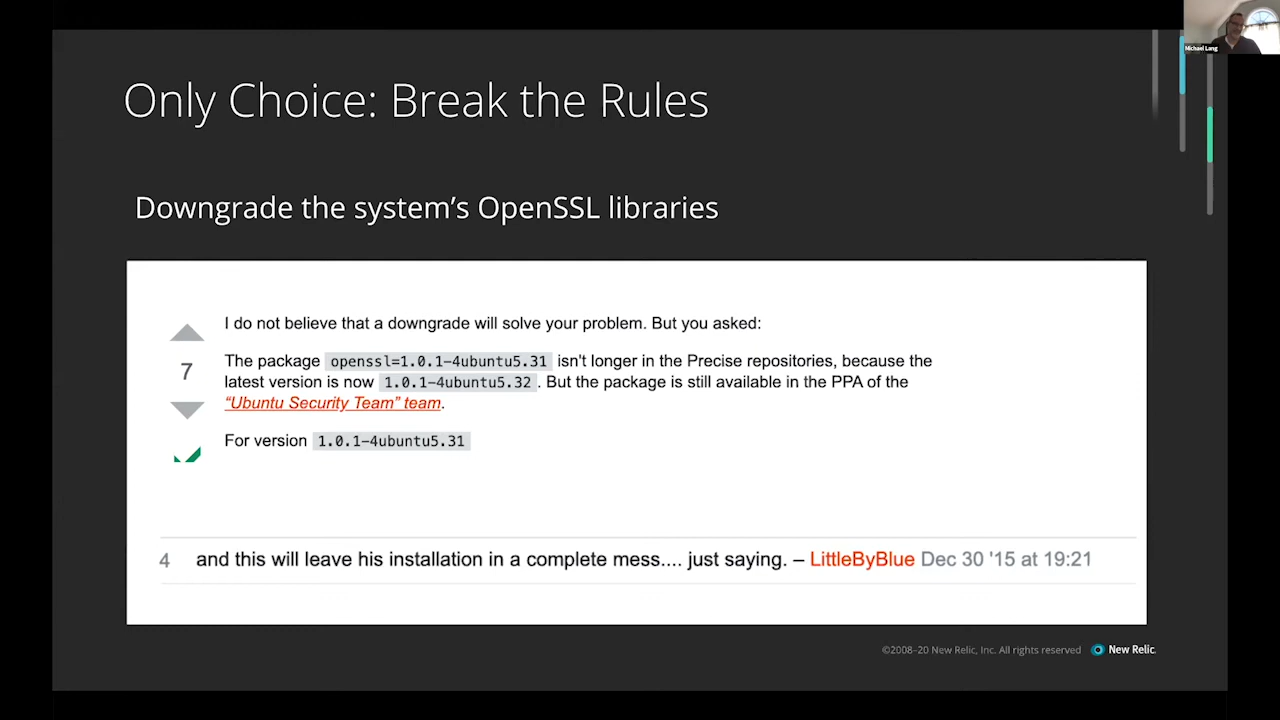 Michael Lang
Only Choice: Break the Rules
Downgrade the system’s OpenSSL libraries
I do not believe that a downgrade will solve your problem. But you asked:
7
The package openssl=1.0.1-4ubuntu5.31 isn't longer in the Precise repositories, because the
latest version is now 1.0.1-4ubuntu5.32. But the package is still available in the PPA of the
“Ubuntu Security Team” team.
For version 1.0.1-4ubuntu5.31
4 and this will leave his installation in a complete mess.... just saying. – LittleByBlue Dec 30 '15 at 19:21
©2008–20 New Relic, Inc. All rights reserved New Relic.